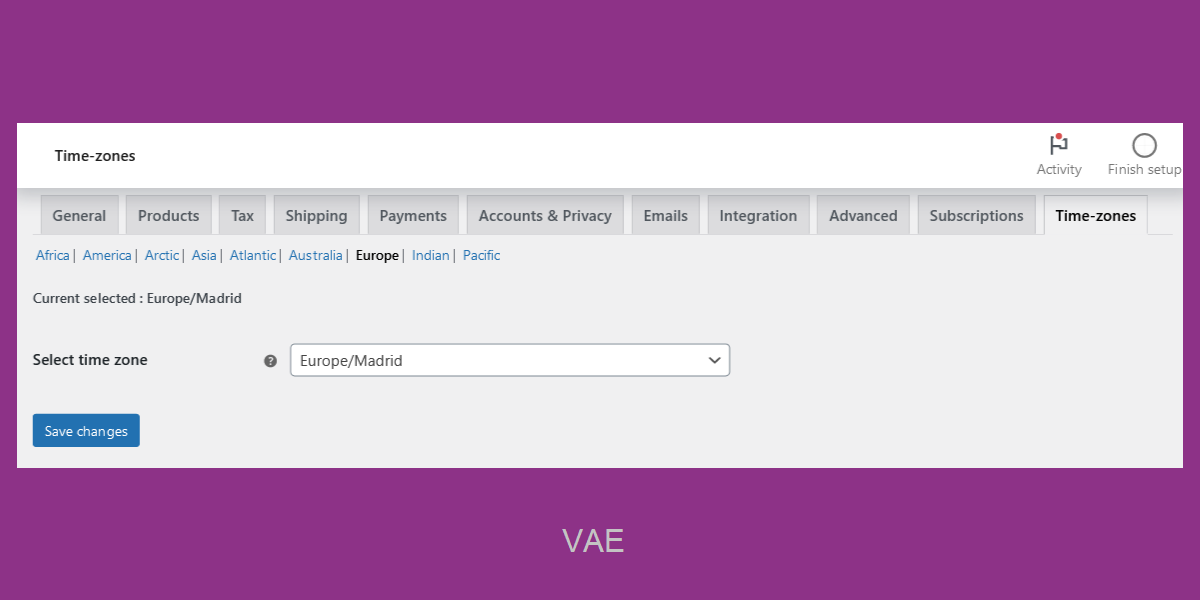 Time-zones
Activity
Finish setup
General Products Tax Shipping Payments Accounts & Privacy Emails Integration Advanced Subscriptions Time-zones
Africa | America | Arctic | Asia | Atlantic | Australia | Europe | Indian | Pacific
Current selected : Europe/Madrid
Select time zone ? Europe/Madrid
Save changes
VAE